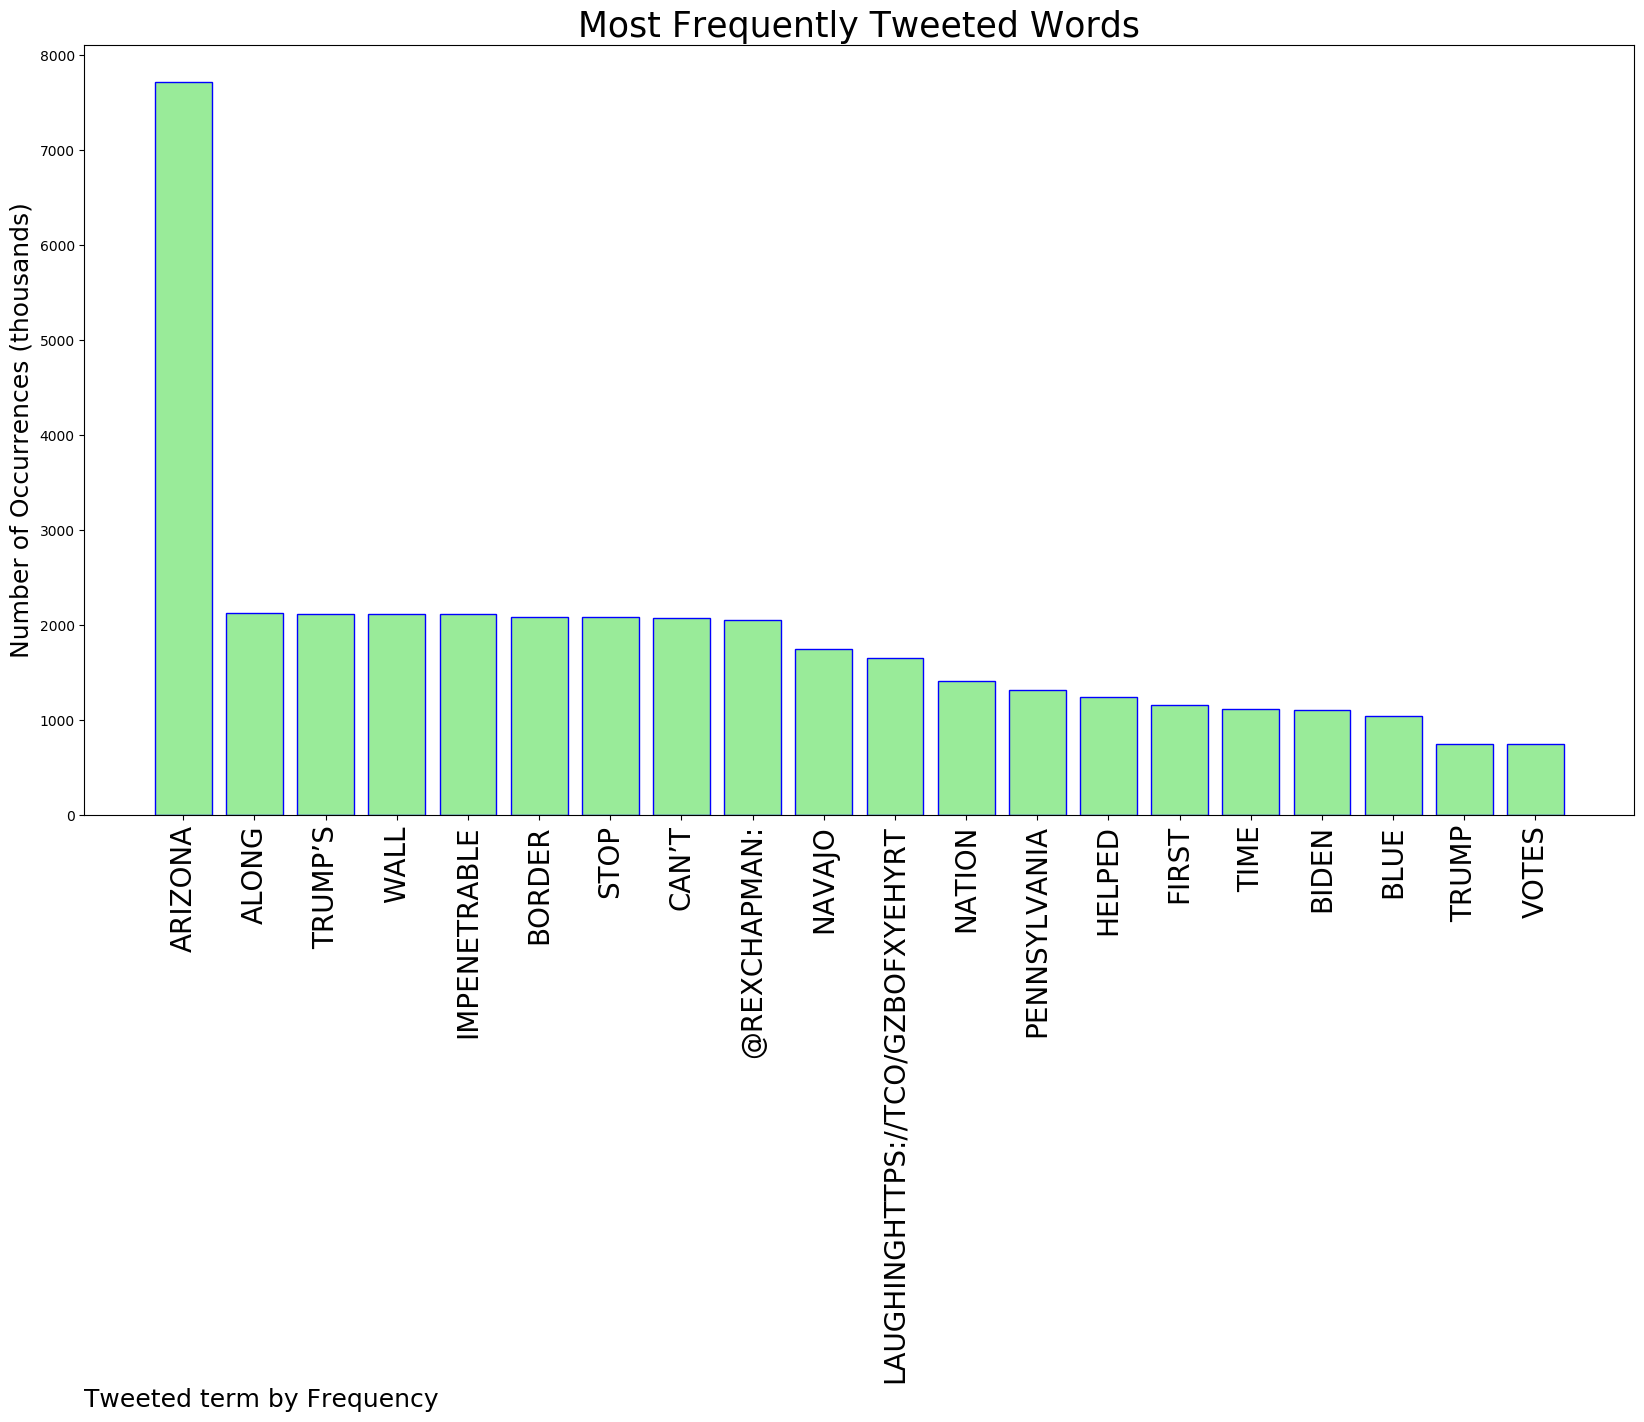 Most Frequently Tweeted Words
Number of Occurrences (thousands)
8000
7000
6000
5000
4000
3000
2000
1000
0
ARIZONA
ALONG
TRUMP’S
WALL
IMPENETRABLE
BORDER
STOP
CAN’T
@REXCHAPMAN:
NAVAJO
LAUGHINGHTTPS://TCO/GZBOFXYEHYRT
NATION
PENNSYLVANIA
HELPED
FIRST
TIME
BIDEN
BLUE
TRUMP
VOTES
Tweeted term by Frequency